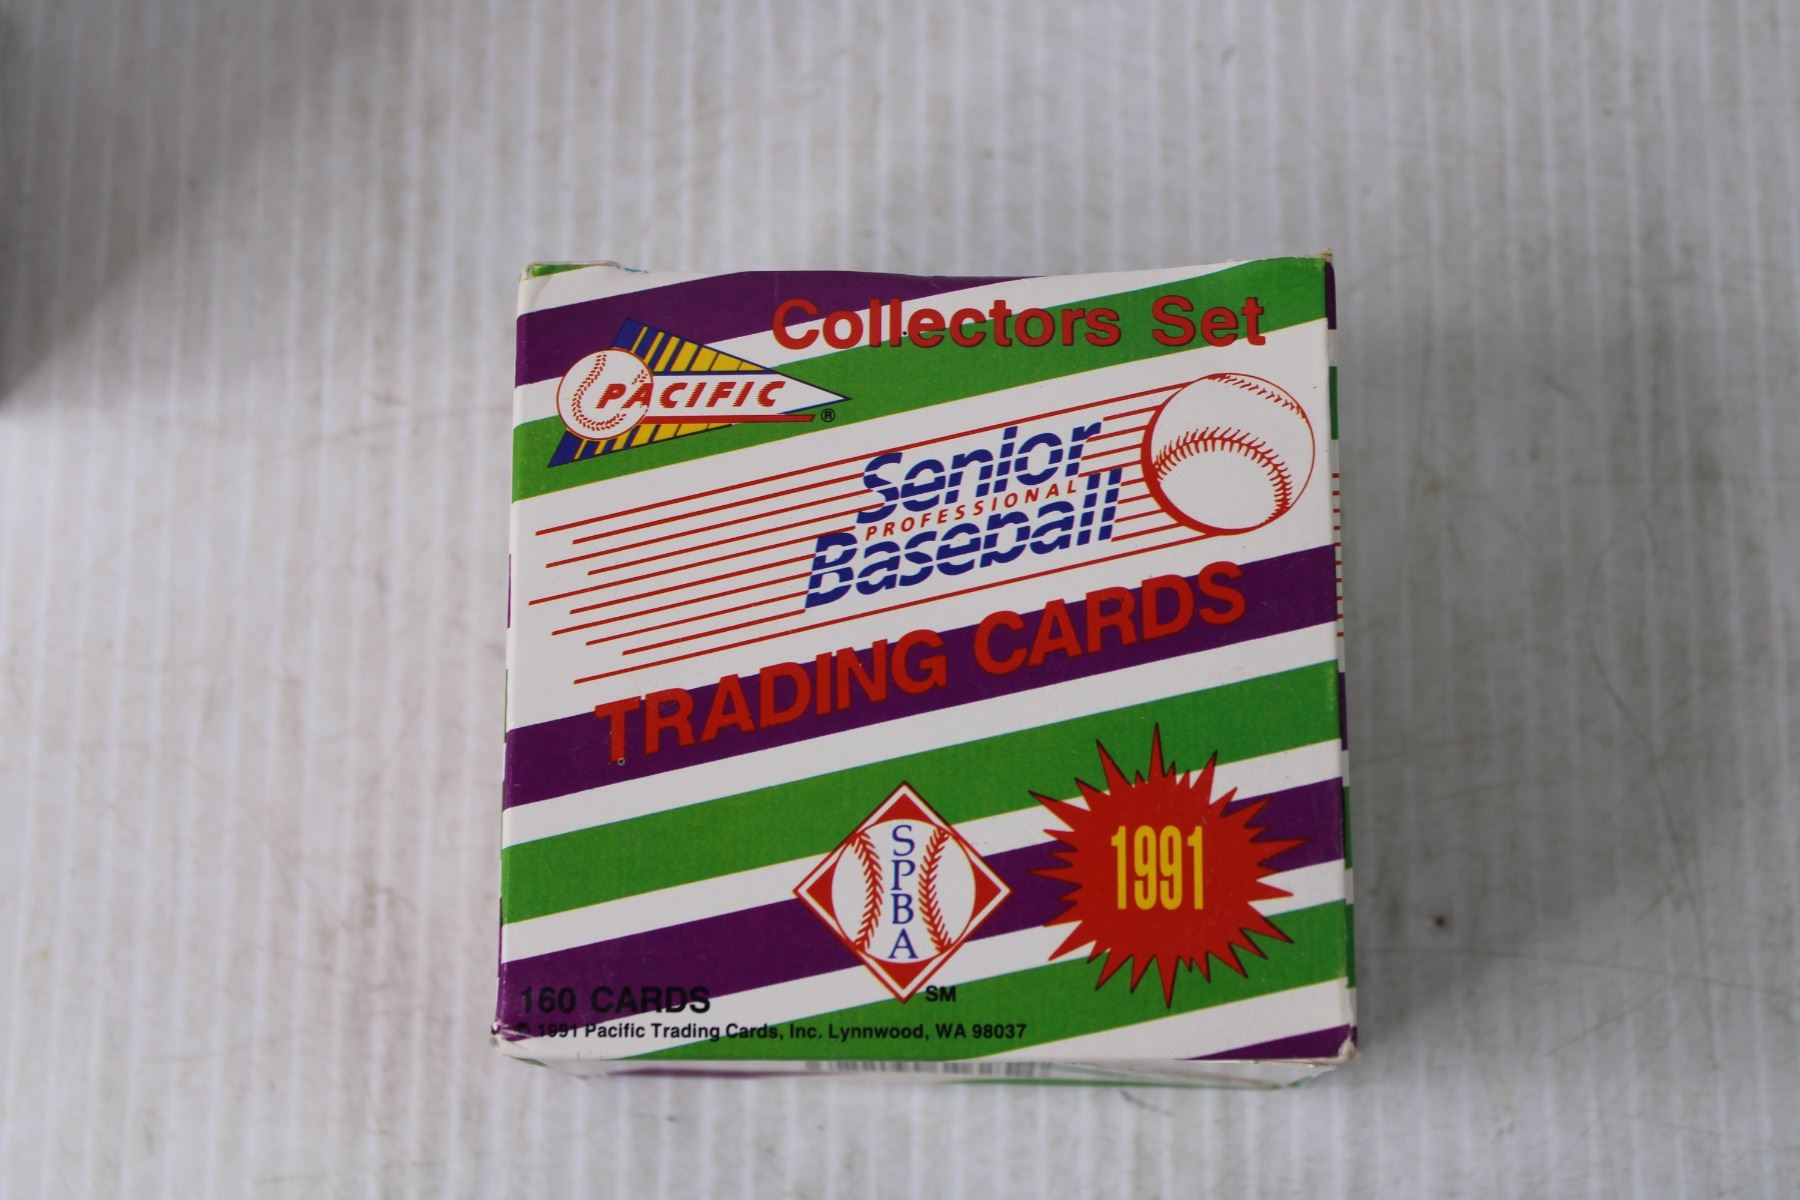 Collectors Set
PACIFIC ®
Senior
PROFESSIONAL
Baseball
TRADING CARDS
1991
SPBA
SM
160 CARDS
© 1991 Pacific Trading Cards, Inc. Lynnwood, WA 98037